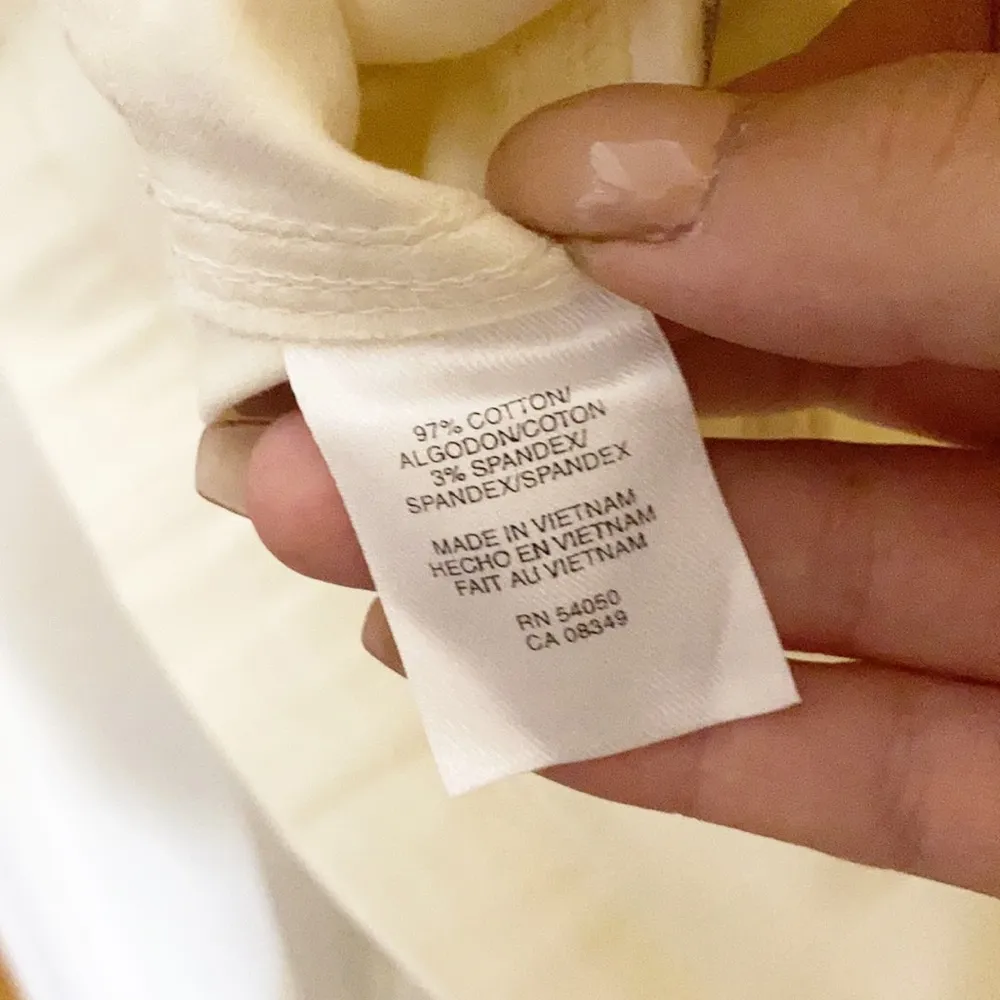 97% COTTON/
ALGODON/COTON
3% SPANDEX/
SPANDEX/SPANDEX
MADE IN VIETNAM
HECHO EN VIETNAM
FAIT AU VIETNAM
RN 54050
CA 08349